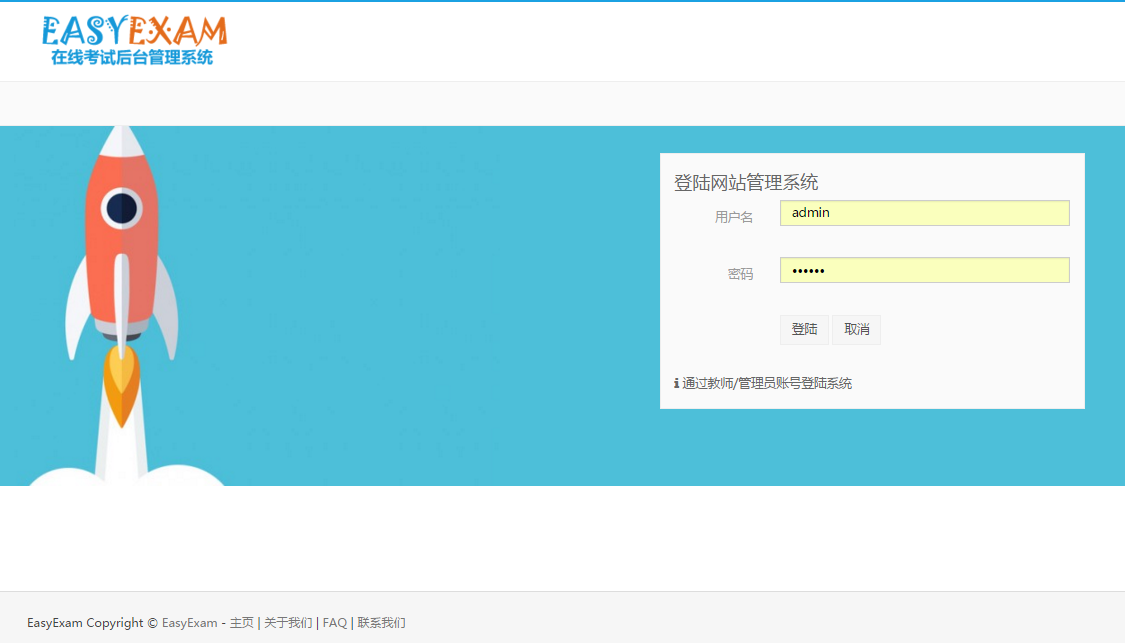 EASYEXAM
在线考试后台管理系统
登陆网站管理系统
用户名 admin
密码 ••••••
登陆 取消
通过教师/管理员账号登陆系统
EasyExam Copyright © EasyExam - 主页 | 关于我们 | FAQ | 联系我们